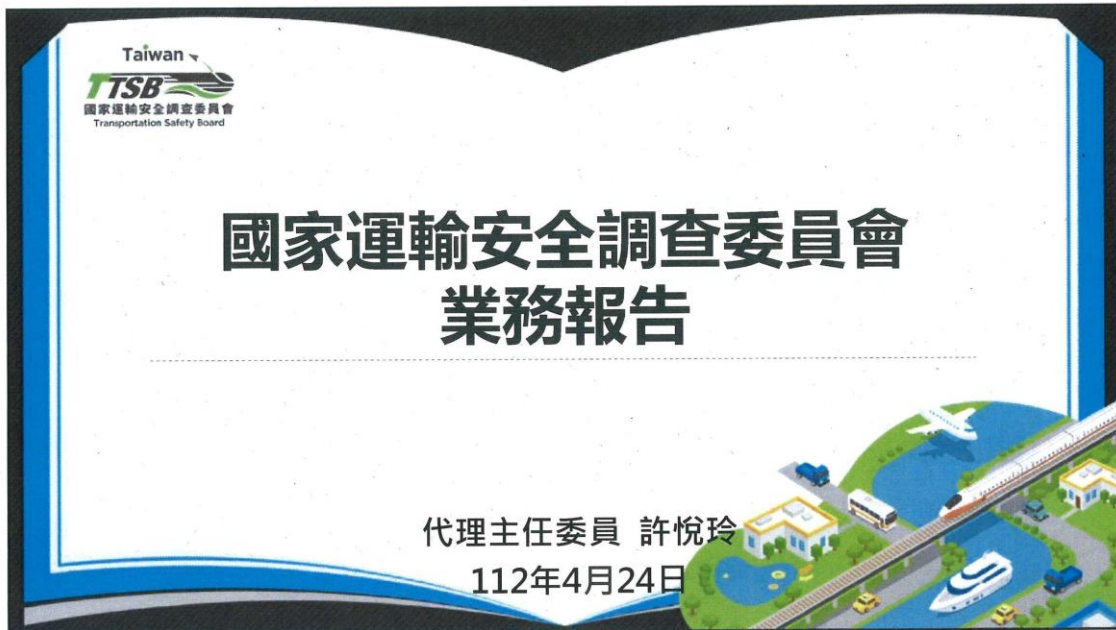 Taiwan
TTSB
國家運輸安全調查委員會
Transportation Safety Board
國家運輸安全調查委員會
業務報告
代理主任委員 許悅玲
112年4月24日